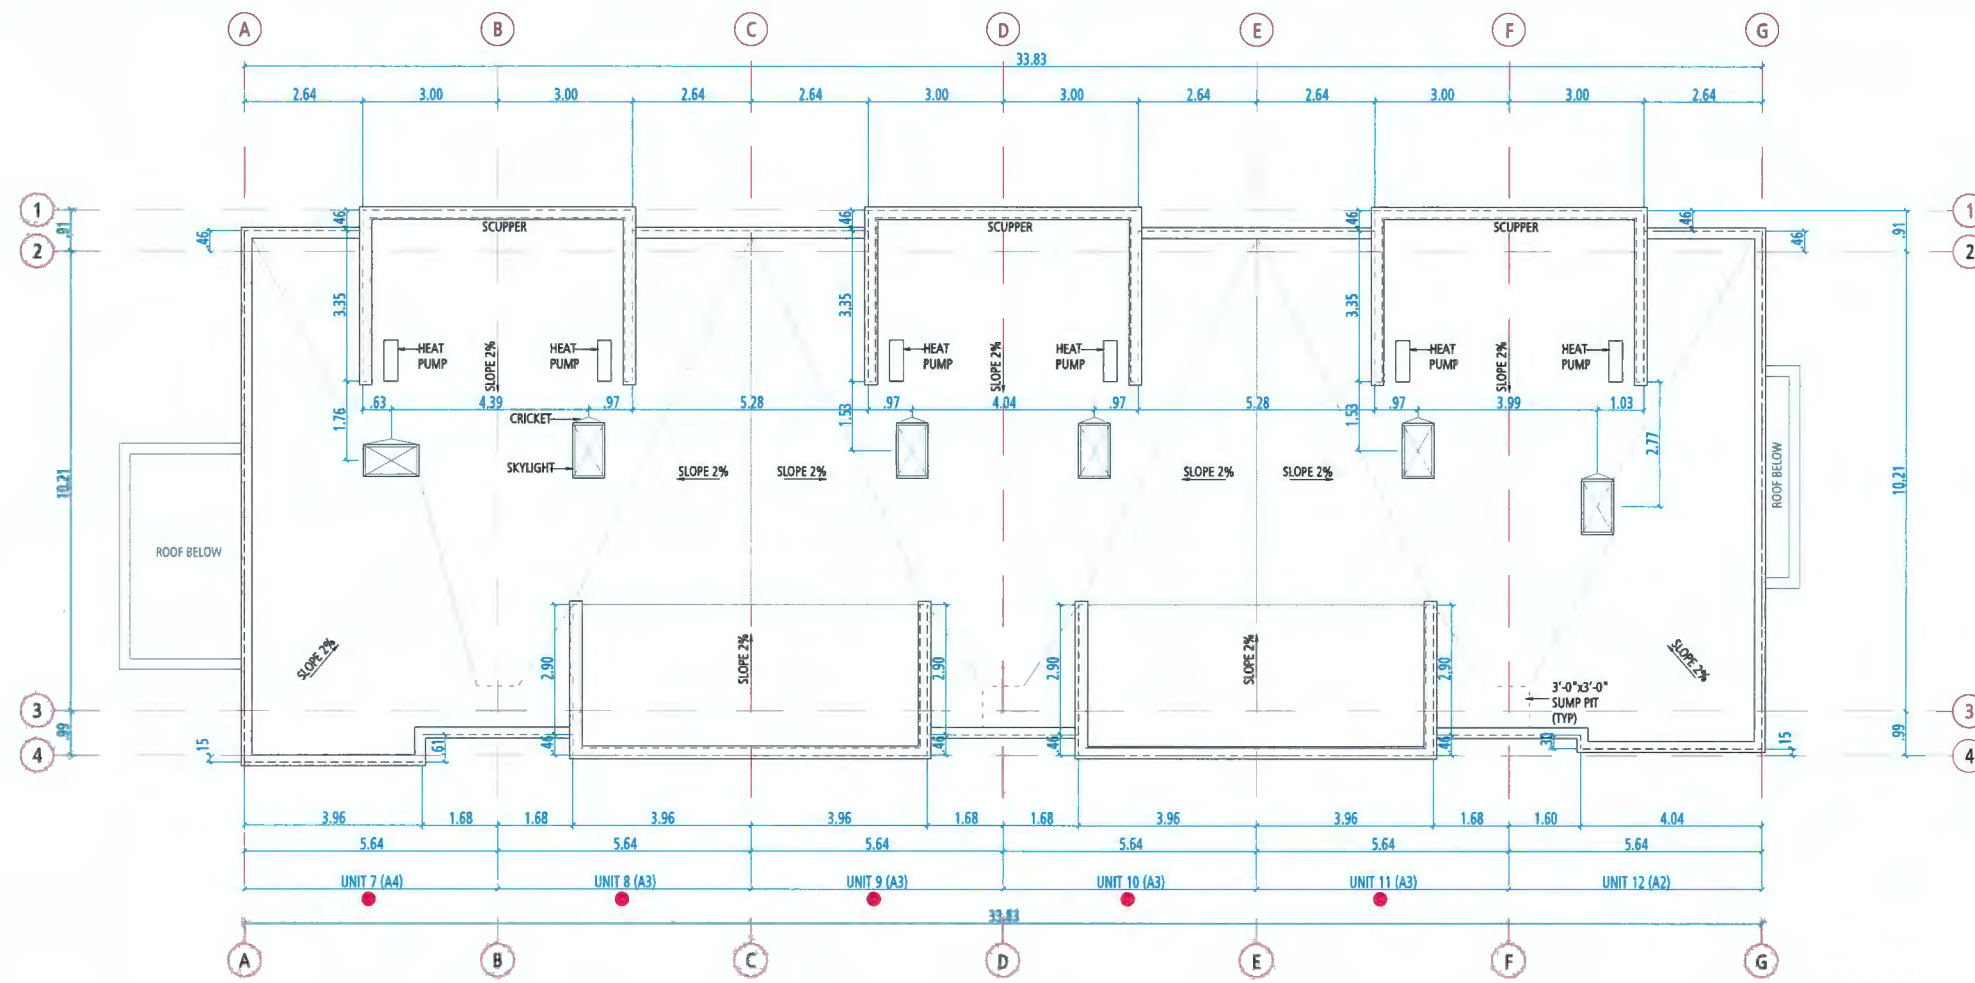 A B C D E F G
33.83
2.64 3.00 3.00 2.64 2.64 3.00 3.00 2.64 2.64 3.00 3.00 2.64
1 .46 .46 .46 .46 1
.91 SCUPPER SCUPPER SCUPPER .91
.46 .46
2 2
3.35 3.35 3.35
HEAT PUMP
HEAT PUMP
HEAT PUMP
HEAT PUMP
HEAT PUMP
HEAT PUMP
SLOPE 2% SLOPE 2% SLOPE 2%
.63 4.39 .97 5.28 .97 4.04 .97 5.28 .97 3.99 1.03
1.76 CRICKET 1.53 1.53 2.77
SKYLIGHT SLOPE 2% SLOPE 2% SLOPE 2% SLOPE 2%
10.21 10.21
ROOF BELOW ROOF BELOW
SLOPE 2% SLOPE 2% SLOPE 2% SLOPE 2%
2.90 2.90 2.90 2.90
3'-0"x3'-0"
SUMP PIT
(TYP)
3 3
.99 .15 .61 .46 .46 .46 .46 .30 .15 .99
4 4
3.96 1.68 1.68 3.96 3.96 1.68 1.68 3.96 3.96 1.68 1.60 4.04
5.64 5.64 5.64 5.64 5.64 5.64
UNIT 7 (A4) UNIT 8 (A3) UNIT 9 (A3) UNIT 10 (A3) UNIT 11 (A3) UNIT 12 (A2)
33.83
A B C D E F G